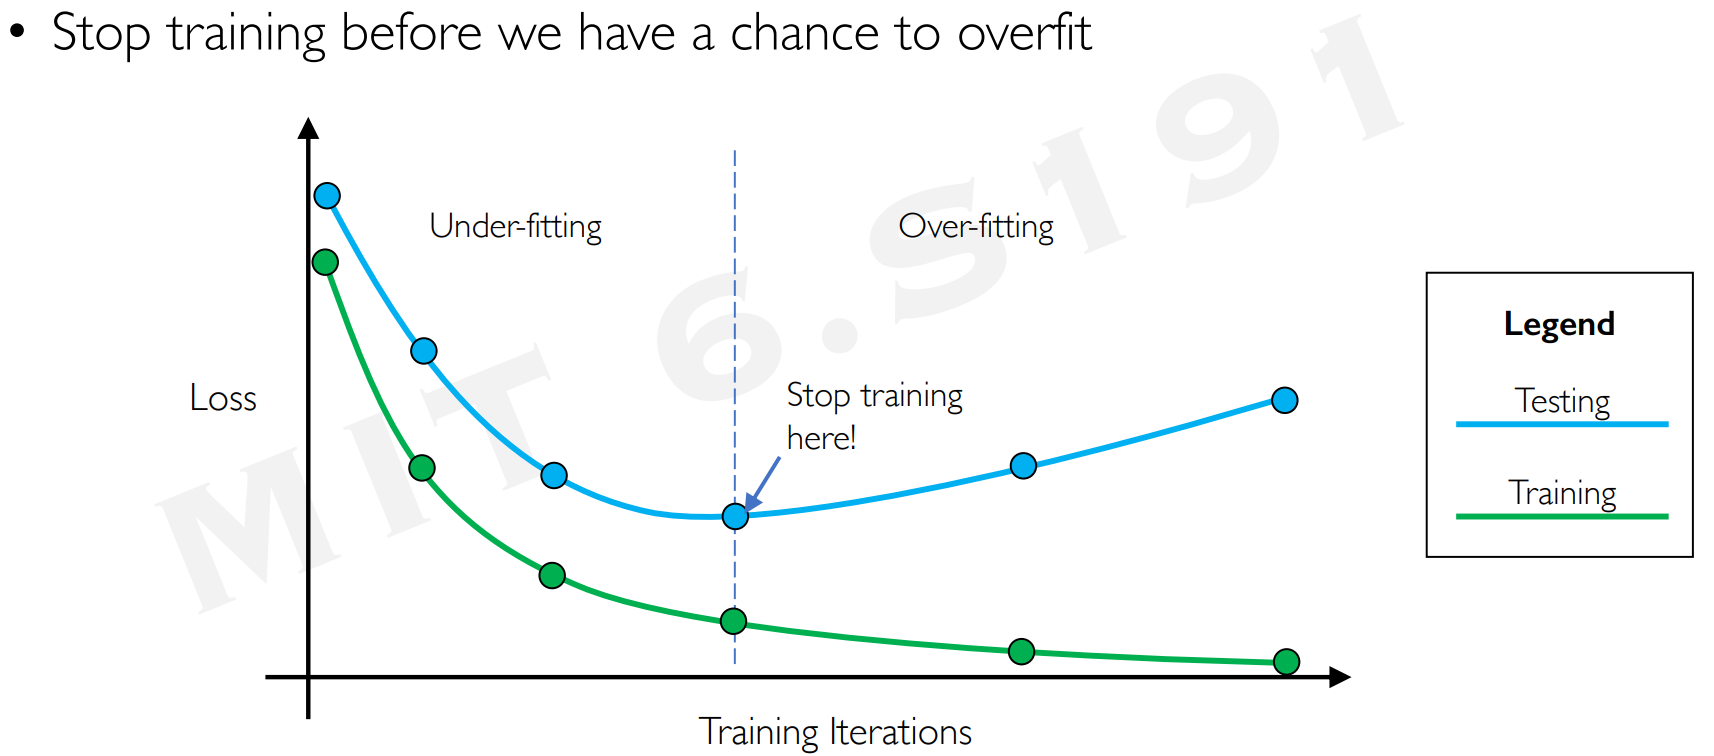 • Stop training before we have a chance to overfit
Under-fitting
Over-fitting
Loss
Stop training
here!
Legend
Testing
Training
Training Iterations
MIT 6.S191